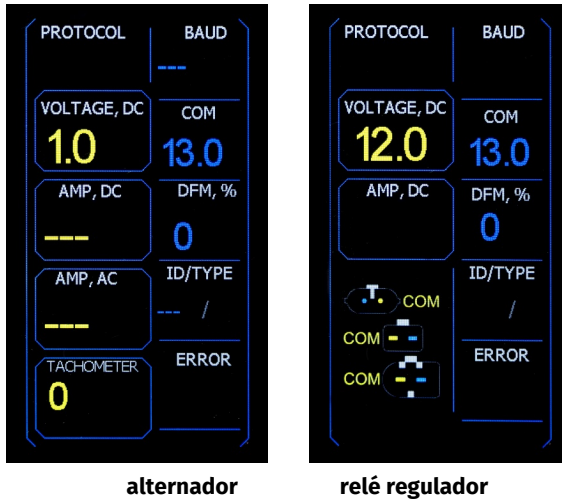 PROTOCOL BAUD
---
VOLTAGE, DC COM
1.0 13.0
AMP, DC DFM, %
--- 0
AMP, AC ID/TYPE
--- --- /
TACHOMETER ERROR
0
alternador
PROTOCOL BAUD
VOLTAGE, DC COM
12.0 13.0
AMP, DC DFM, %
0
ID/TYPE
COM /
COM ERROR
COM
relé regulador